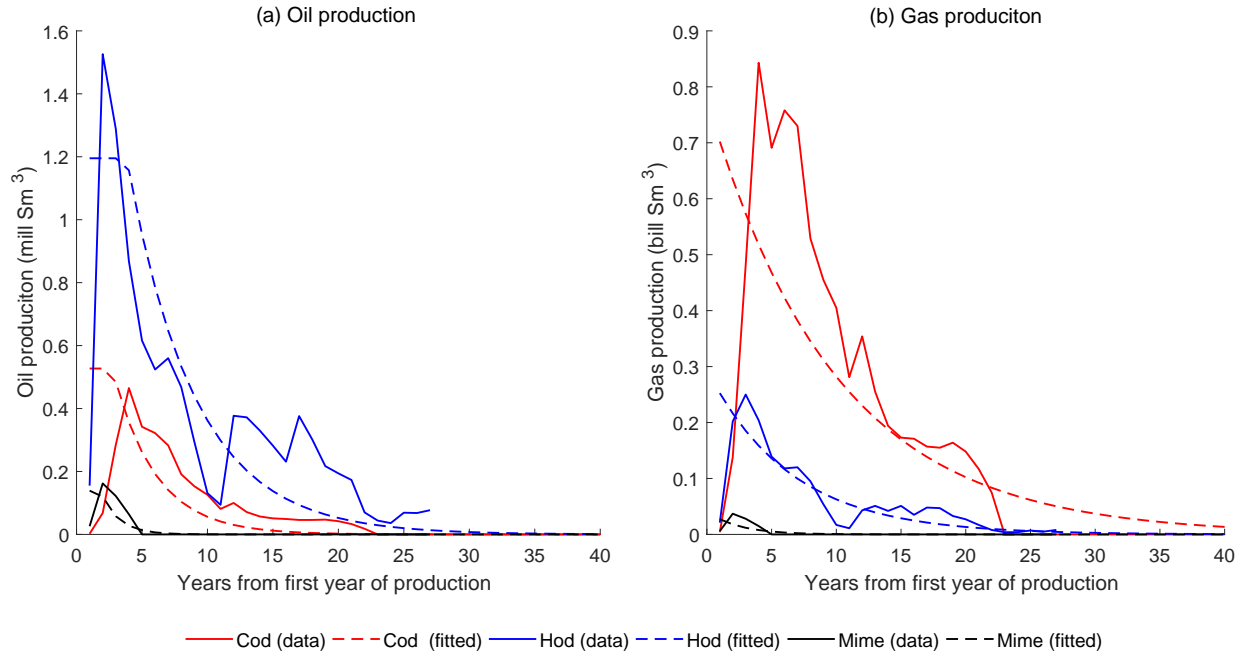 (a) Oil production
1.6
1.4
1.2
1
0.8
0.6
0.4
0.2
0
Oil produciton (mill Sm 3)
0 5 10 15 20 25 30 35 40
Years from first year of production
(b) Gas produciton
0.9
0.8
0.7
0.6
0.5
0.4
0.3
0.2
0.1
0
Gas production (bill Sm 3)
0 5 10 15 20 25 30 35 40
Years from first year of production
Cod (data) Cod (fitted) Hod (data) Hod (fitted) Mime (data) Mime (fitted)